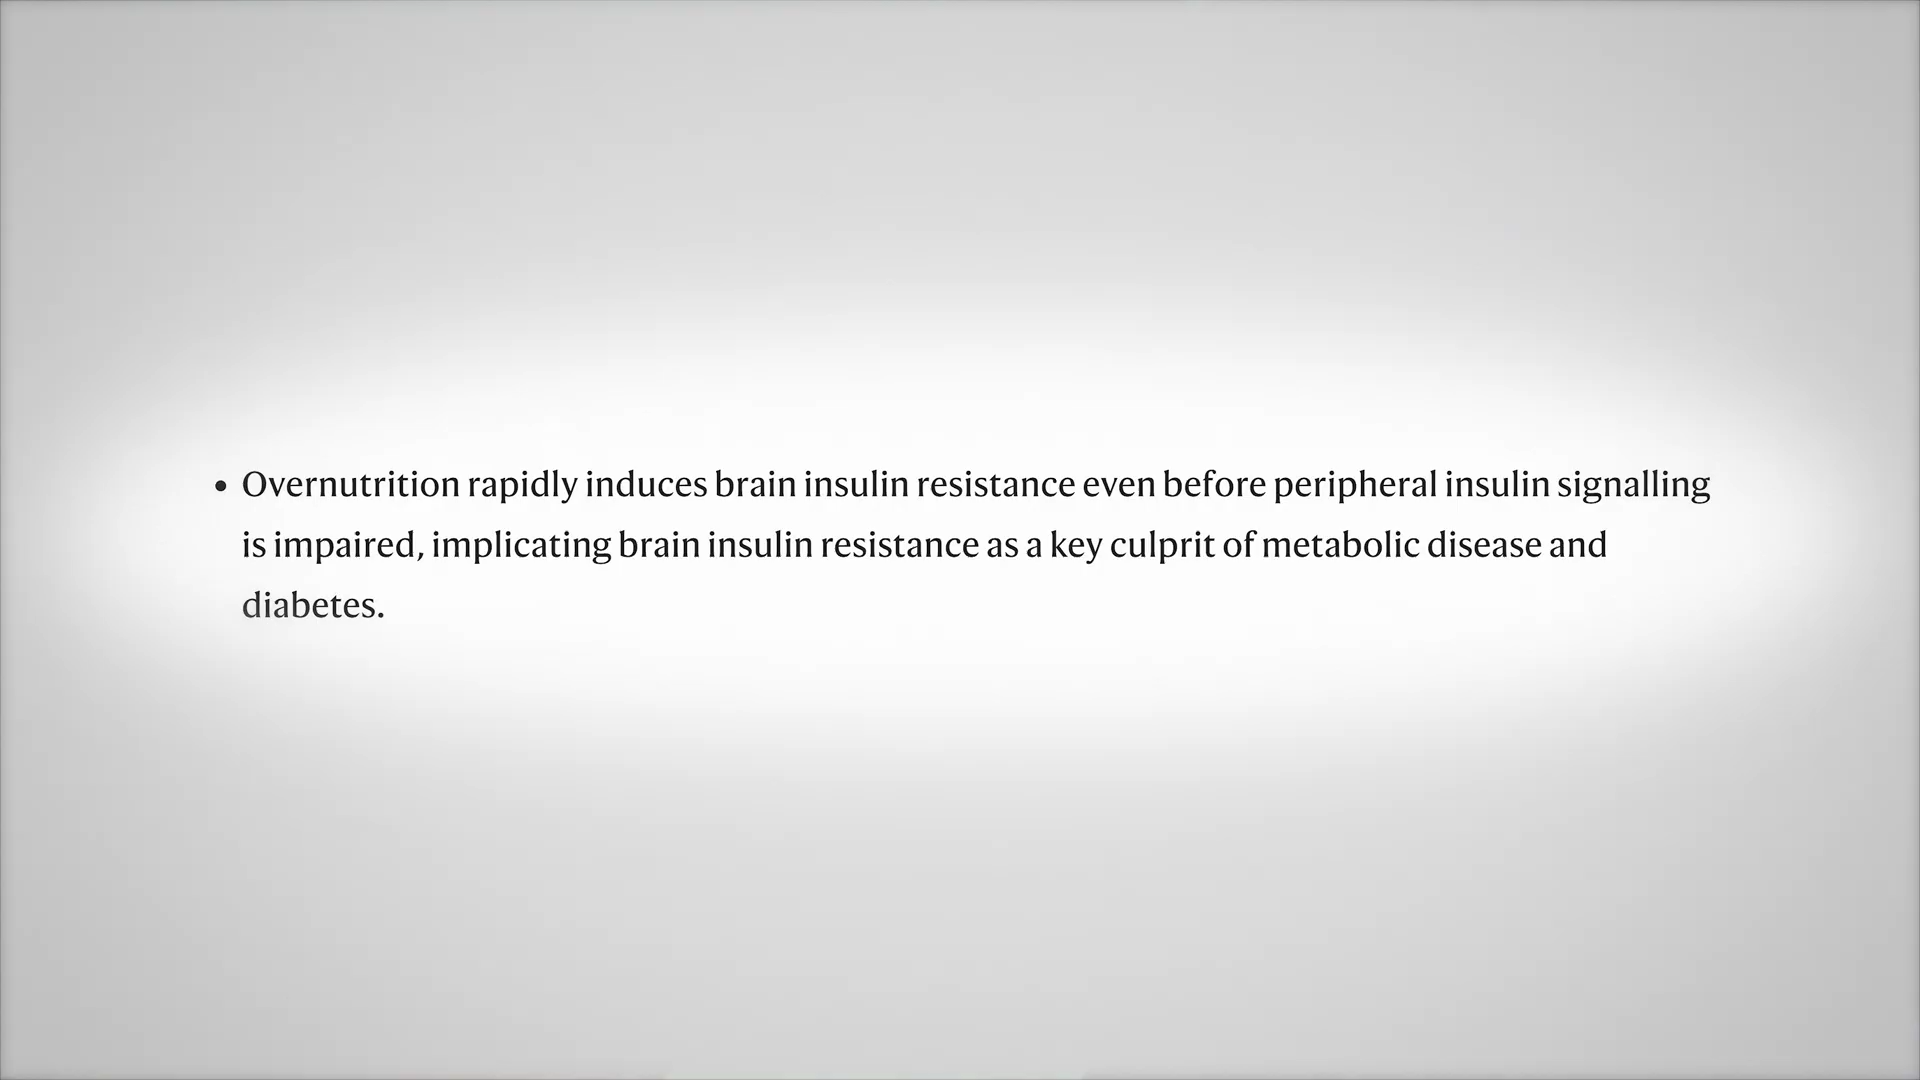 • Overnutrition rapidly induces brain insulin resistance even before peripheral insulin signalling
is impaired, implicating brain insulin resistance as a key culprit of metabolic disease and
diabetes.